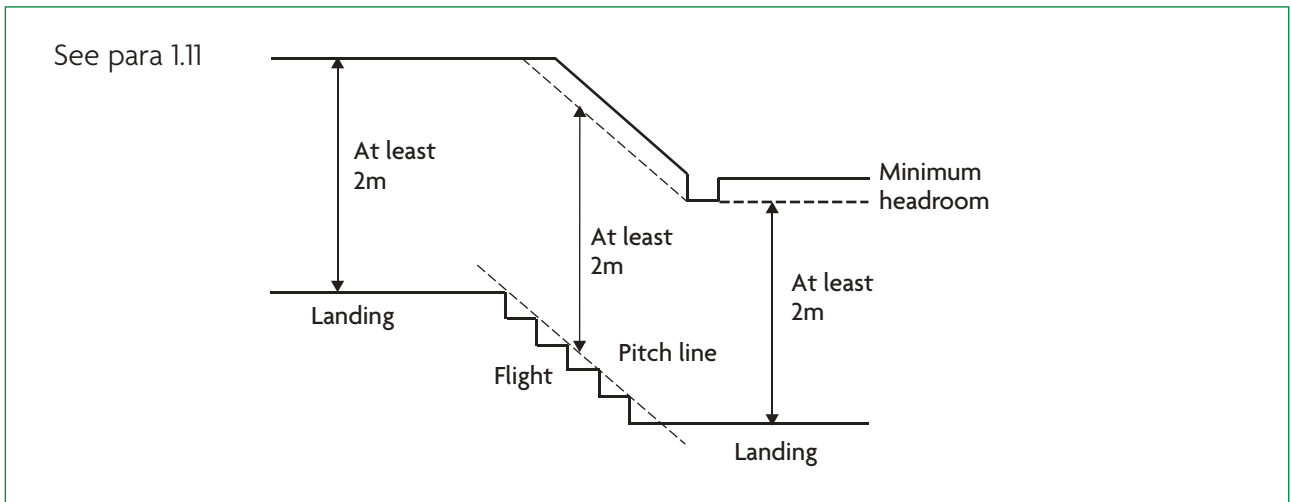 See para 1.11
At least
2m
At least
2m
Minimum
headroom
At least
2m
Landing
Pitch line
Flight
Landing